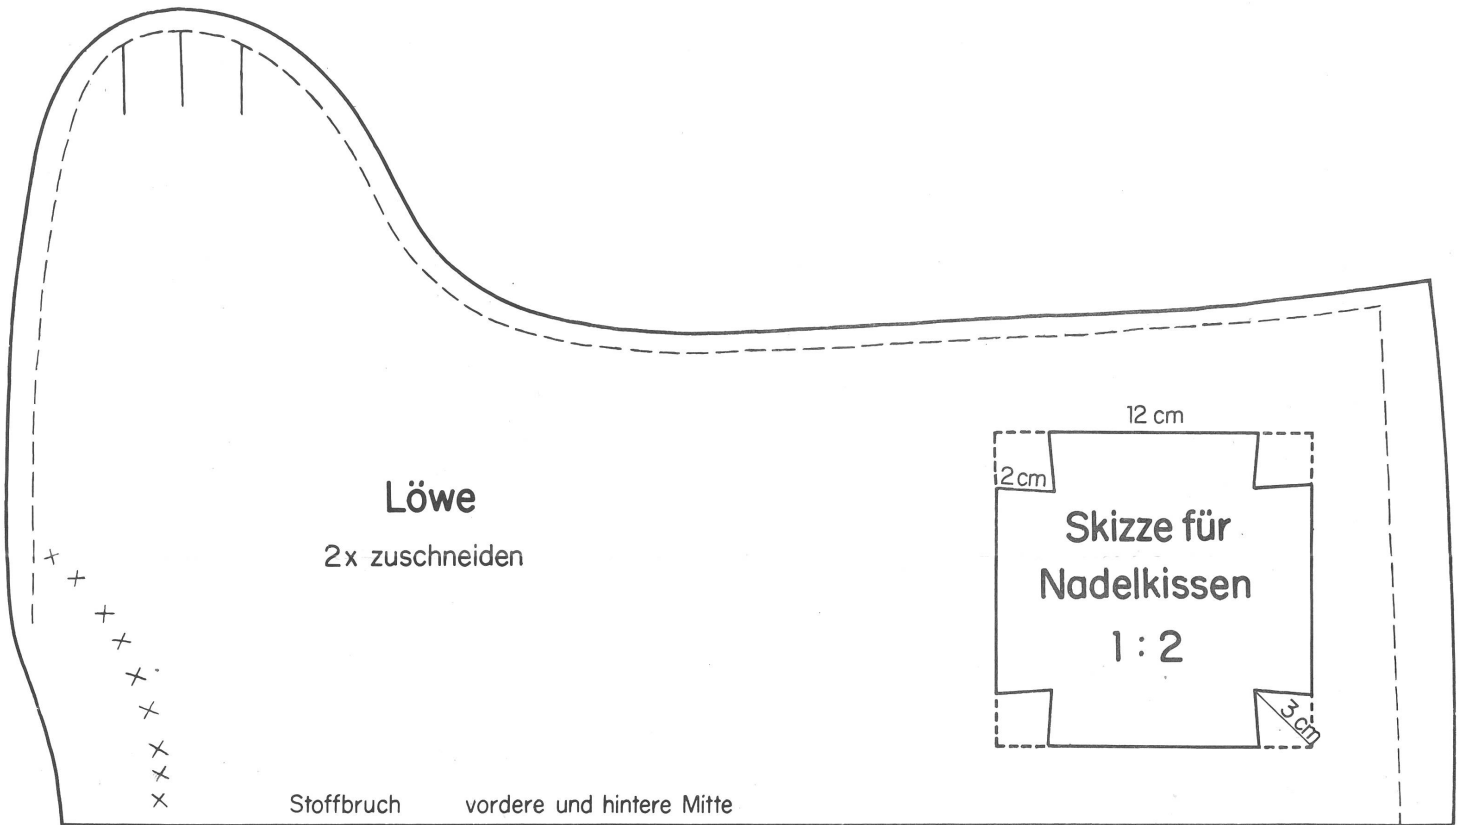 Löwe
2x zuschneiden
12 cm
2 cm
Skizze für
Nadelkissen
1 : 2
3 cm
Stoffbruch vordere und hintere Mitte